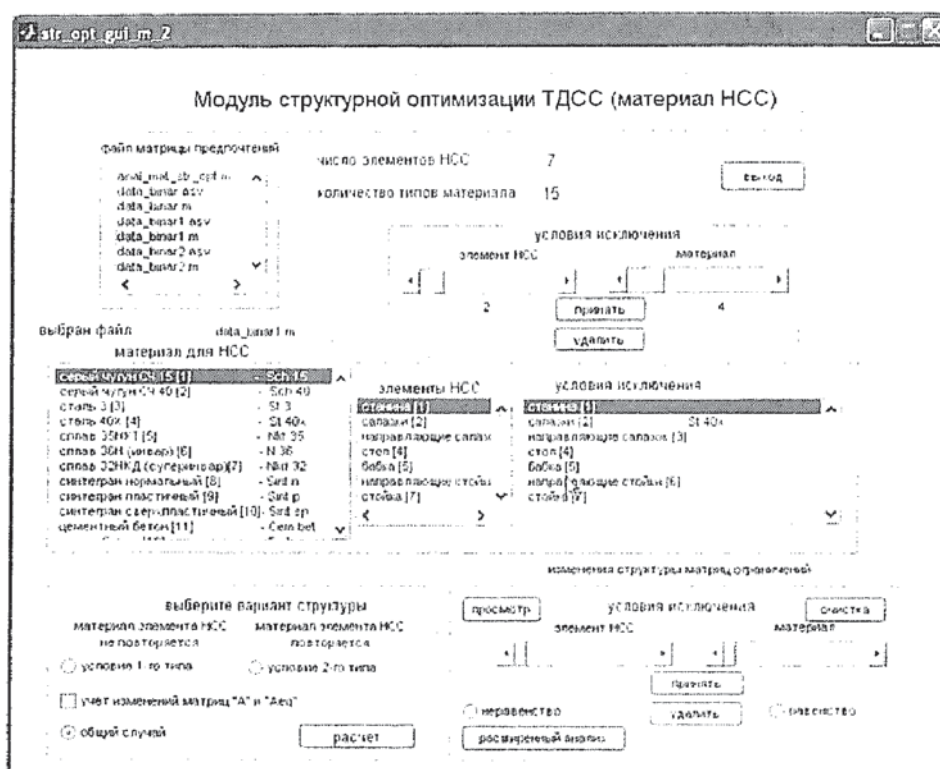 str_opt_gui_m_2
Модуль структурной оптимизации ТДСС (материал НСС)
файл матрицы предпочтений
anal_mat_str_opt.m
data_binar.asv
data_binar.m
data_binar1.asv
data_binar1.m
data_binar2.asv
data_binar2.m
число элементов НСС 7
количество типов материала 15
выход
условия исключения
элемент НСС
материал
2
4
принять
удалить
выбран файл data_binar1.m
материал для НСС
серый чугун СЧ 15 [1] - Sch 15
серый чугун СЧ 40 [2] - Sch 40
сталь 3 [3] - St 3
сталь 40Х [4] - St 40x
сплав [5] - 35
сплав 36Н (инвар) [6] - N 36
сплав 32НКД (суперинвар)[7] - Nkd 32
синтегран нормальный [8] - Sint n
синтегран пластичный [9] - Sint p
синтегран сверхпластичный [10]- Sint sp
цементный бетон [11] - Cem bet
элементы НСС
станина [1]
салазки [2]
направляющие салаз
стол [4]
бабка [5]
направляющие стойк
стойка [7]
условия исключения
станина [1]
салазки [2] St 40x
направляющие салазок [3]
стол [4]
бабка [5]
направляющие стойки [6]
стойка [7]
изменения структуры матриц ограничений
выберите вариант структуры
материал элемента НСС не повторяется
материал элемента НСС повторяется
условие 1-го типа
условие 2-го типа
учет изменений матриц "A" и "Aeq"
общий случай
расчет
просмотр
условия исключения
очистка
элемент НСС
материал
принять
неравенство
удалить
равенство
расширенный анализ